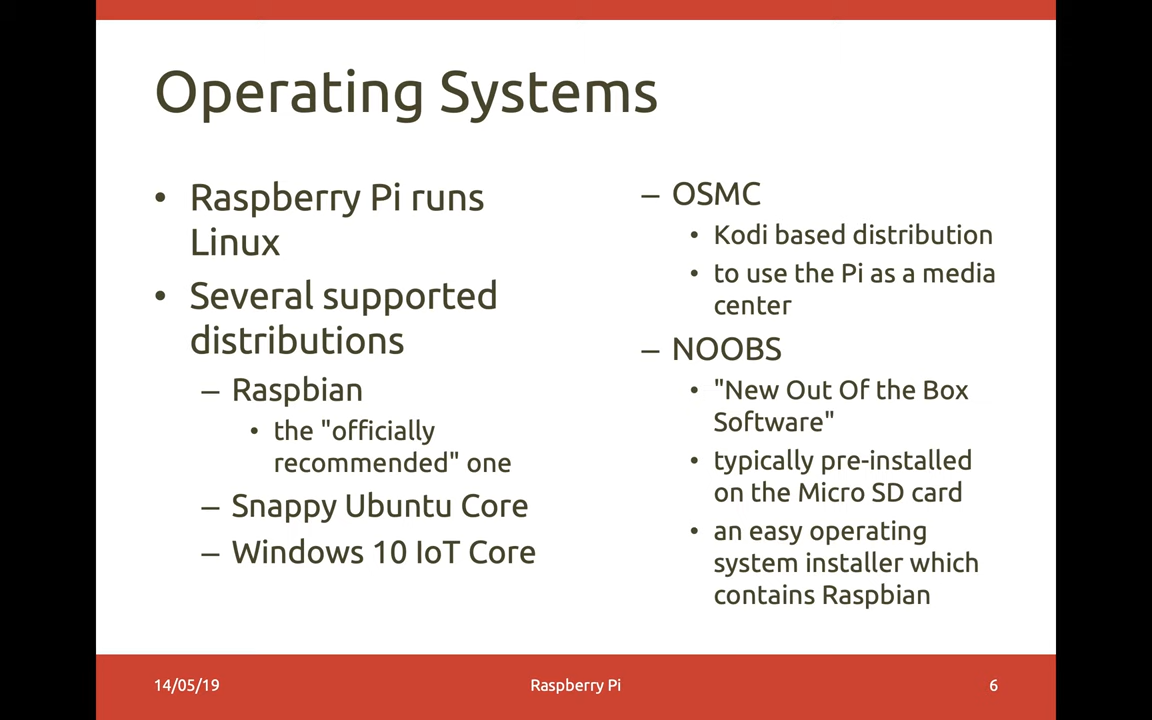 Operating Systems
• Raspberry Pi runs
Linux
• Several supported
distributions
– Raspbian
• the "officially
recommended" one
– Snappy Ubuntu Core
– Windows 10 IoT Core
– OSMC
• Kodi based distribution
• to use the Pi as a media
center
– NOOBS
• "New Out Of the Box
Software"
• typically pre-installed
on the Micro SD card
• an easy operating
system installer which
contains Raspbian
14/05/19
Raspberry Pi
6